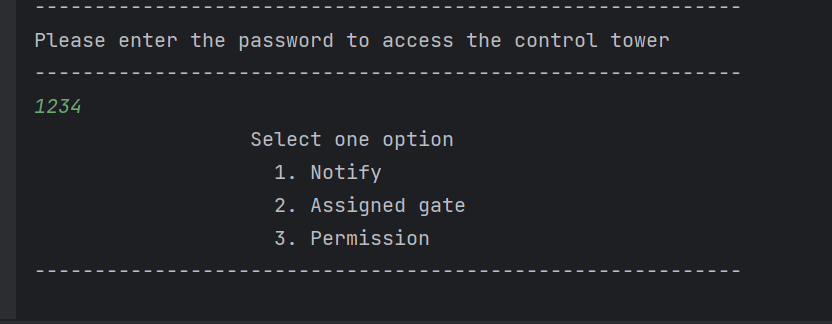 -----------------------------------------------------------
Please enter the password to access the control tower
-----------------------------------------------------------
1234
Select one option
1. Notify
2. Assigned gate
3. Permission
-----------------------------------------------------------